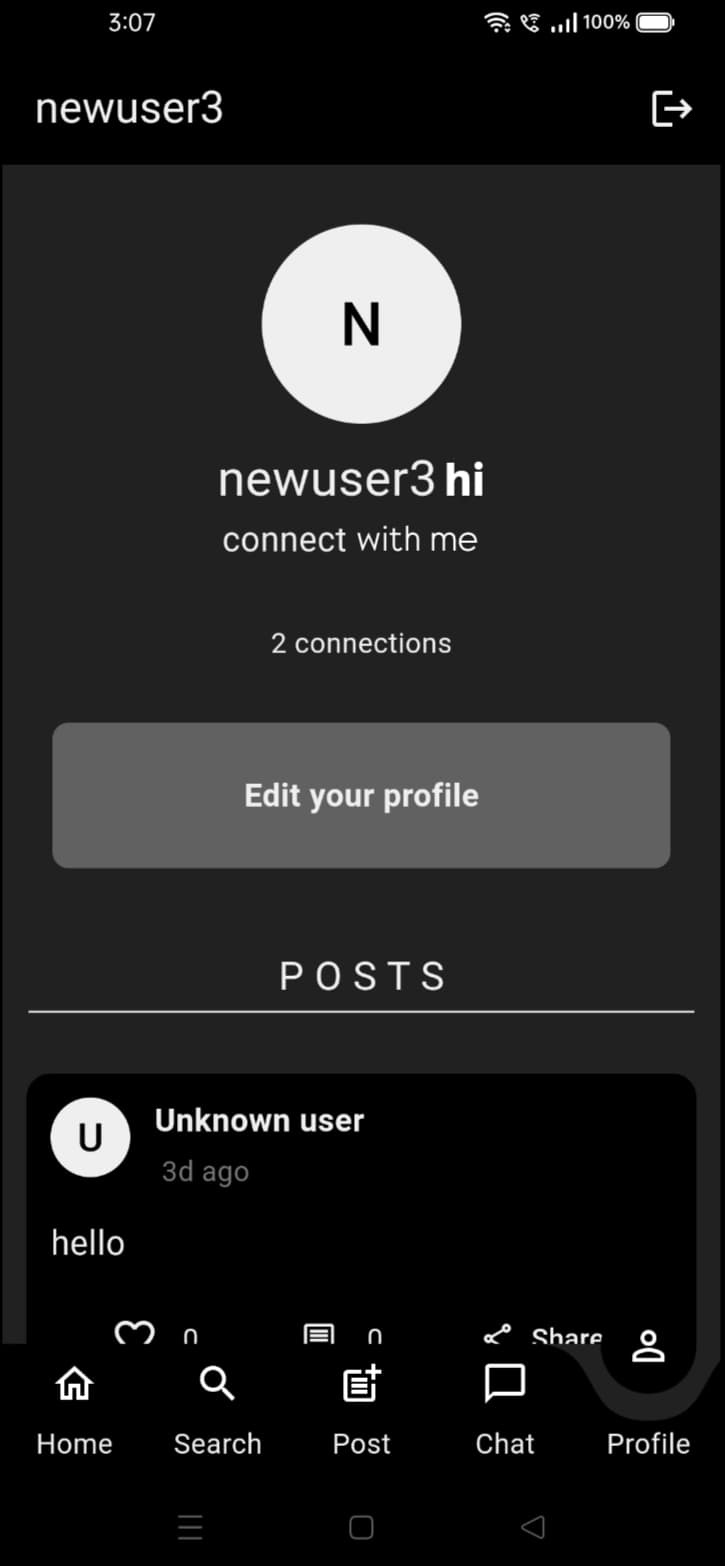 3:07 100%
newuser3
N
newuser3 hi
connect with me
2 connections
Edit your profile
POSTS
U Unknown user
3d ago
hello
0 0 Share
Home Search Post Chat Profile